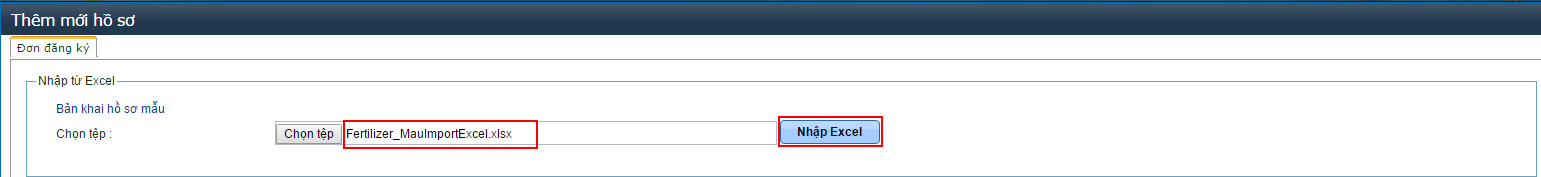 Thêm mới hồ sơ
Đơn đăng ký
Nhập từ Excel
Bản khai hồ sơ mẫu
Chọn tệp : Chọn tệp Fertilizer_MauImportExcel.xlsx Nhập Excel